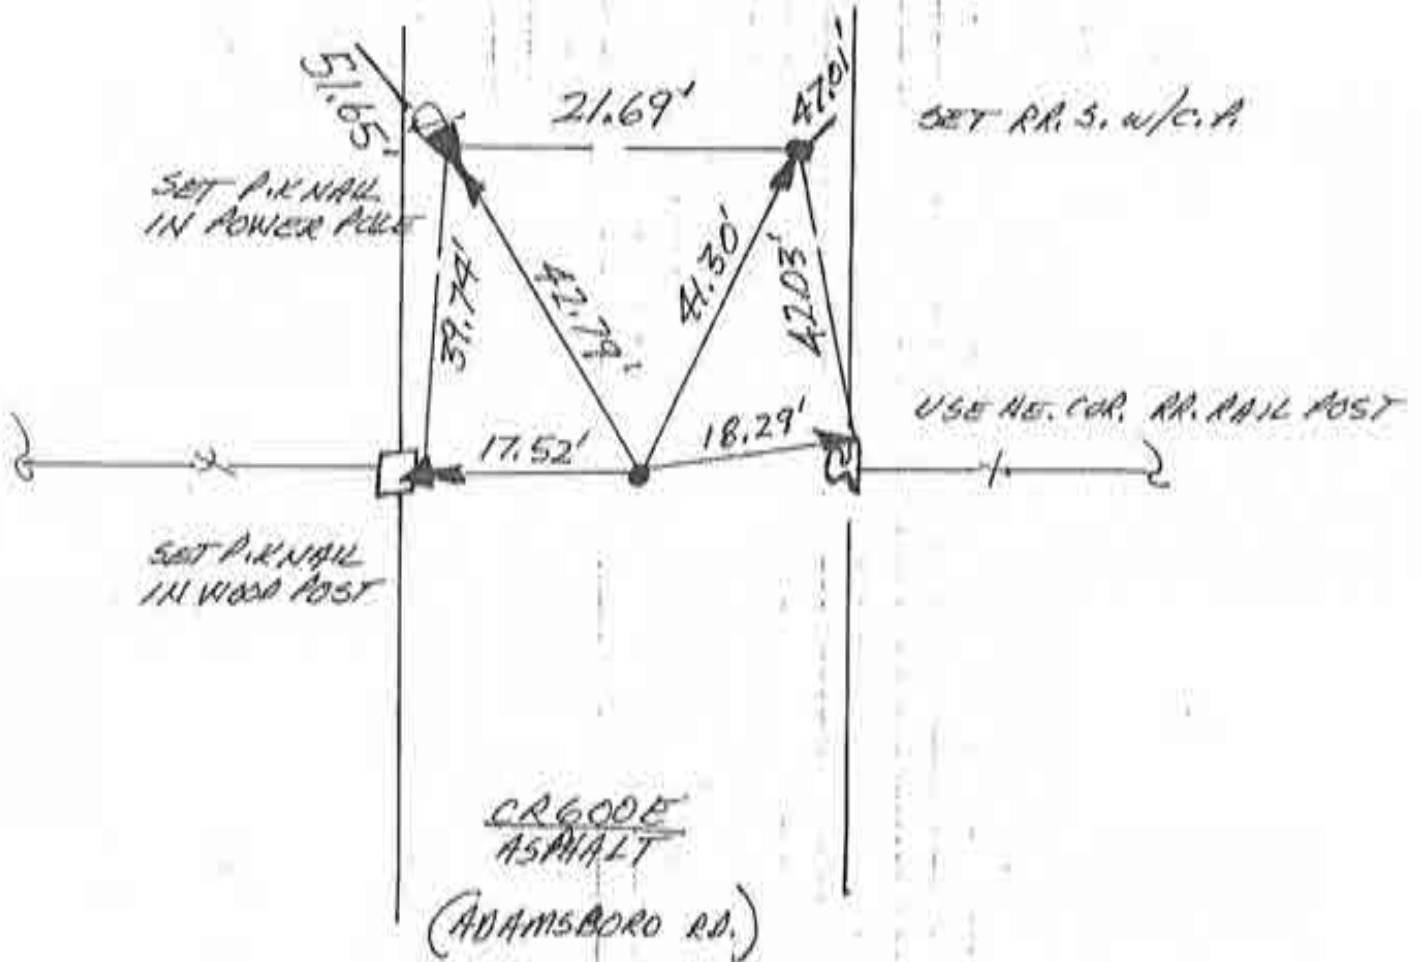 51.65'
21.69'
47.01'
SET RR. S. W/C.P.
SET P.K NAIL
IN POWER POLE
39.74'
42.79'
41.30'
42.03'
USE NE. COR. RR. RAIL POST
17.52'
18.29'
SET P.K NAIL
IN WOOD POST
CR600E
ASPHALT
(ADAMSBORO RD.)